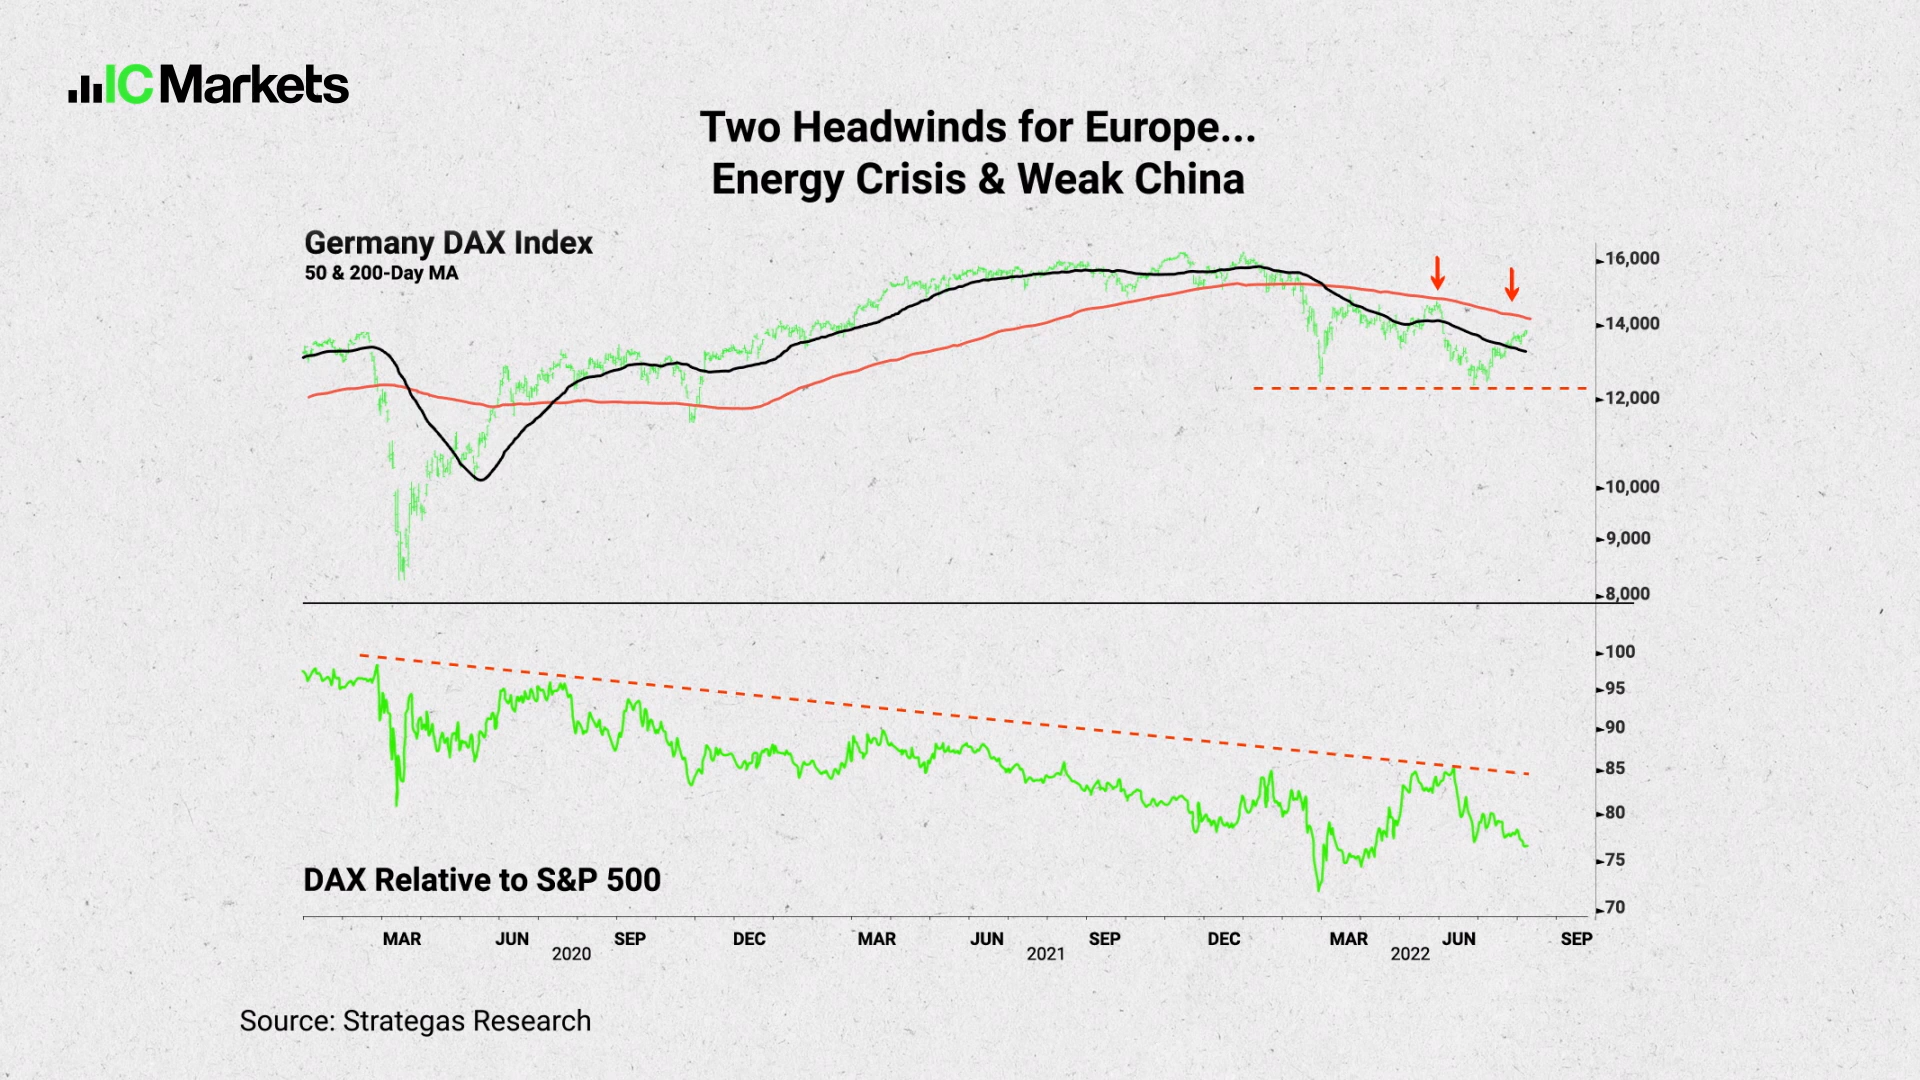 IC Markets
Two Headwinds for Europe...
Energy Crisis & Weak China
Germany DAX Index
50 & 200-Day MA
16,000
14,000
12,000
10,000
9,000
8,000
100
95
90
85
80
75
70
DAX Relative to S&P 500
MAR JUN SEP DEC MAR JUN SEP DEC MAR JUN SEP
2020 2021 2022
Source: Strategas Research